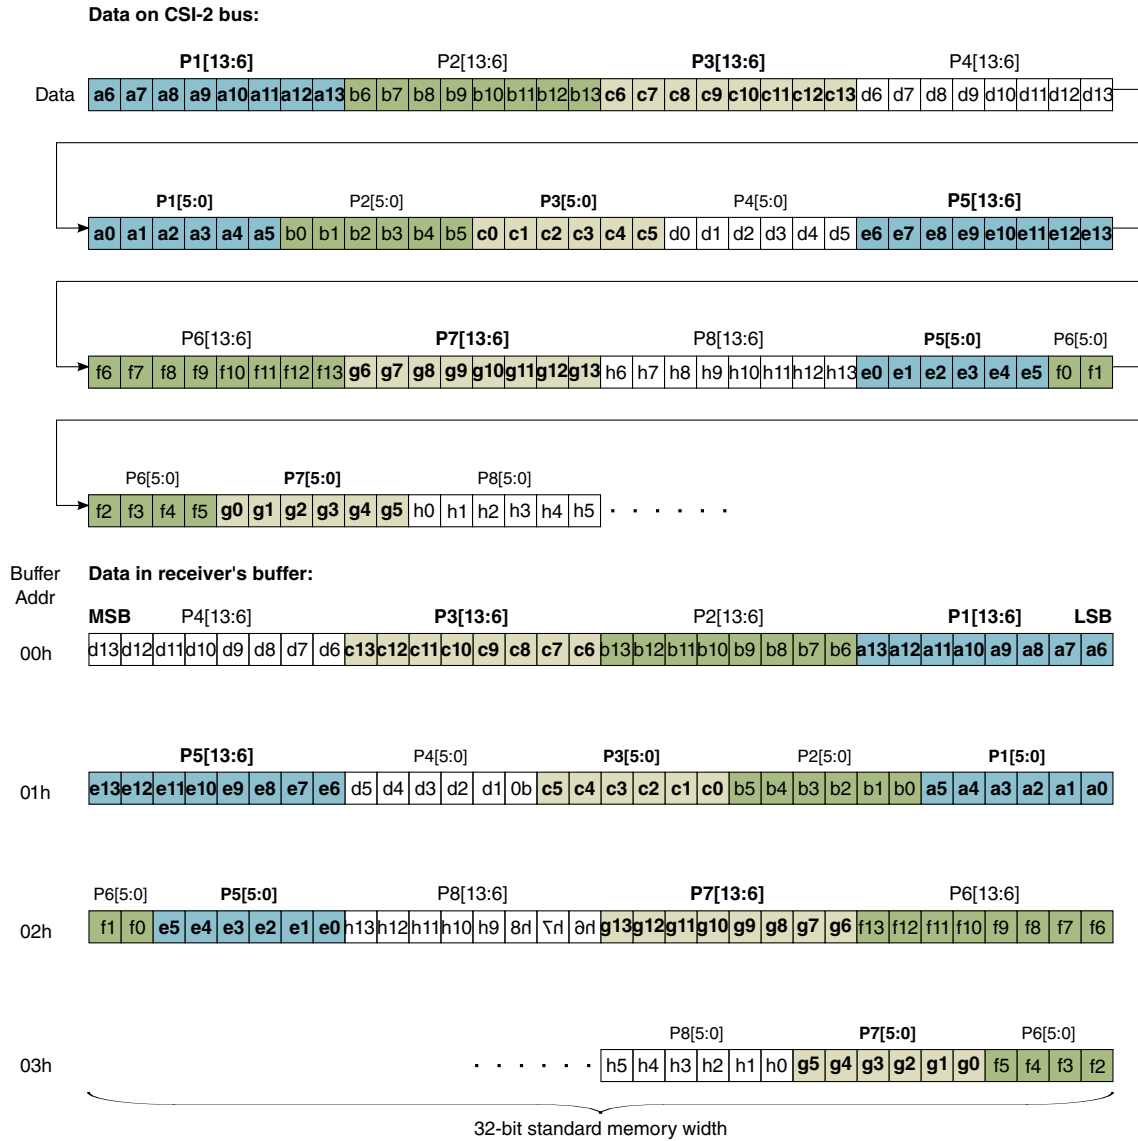 Data on CSI-2 bus:
P1[13:6] P2[13:6] P3[13:6] P4[13:6]
Data a6 a7 a8 a9 a10 a11 a12 a13 b6 b7 b8 b9 b10 b11 b12 b13 c6 c7 c8 c9 c10 c11 c12 c13 d6 d7 d8 d9 d10 d11 d12 d13
P1[5:0] P2[5:0] P3[5:0] P4[5:0] P5[13:6]
a0 a1 a2 a3 a4 a5 b0 b1 b2 b3 b4 b5 c0 c1 c2 c3 c4 c5 d0 d1 d2 d3 d4 d5 e6 e7 e8 e9 e10 e11 e12 e13
P6[13:6] P7[13:6] P8[13:6] P5[5:0] P6[5:0]
f6 f7 f8 f9 f10 f11 f12 f13 g6 g7 g8 g9 g10 g11 g12 g13 h6 h7 h8 h9 h10 h11 h12 h13 e0 e1 e2 e3 e4 e5 f0 f1
P6[5:0] P7[5:0] P8[5:0]
f2 f3 f4 f5 g0 g1 g2 g3 g4 g5 h0 h1 h2 h3 h4 h5 . . . . . .
Buffer Addr
Data in receiver's buffer:
MSB P4[13:6] P3[13:6] P2[13:6] P1[13:6] LSB
00h d13 d12 d11 d10 d9 d8 d7 d6 c13 c12 c11 c10 c9 c8 c7 c6 b13 b12 b11 b10 b9 b8 b7 b6 a13 a12 a11 a10 a9 a8 a7 a6
P5[13:6] P4[5:0] P3[5:0] P2[5:0] P1[5:0]
01h e13 e12 e11 e10 e9 e8 e7 e6 d5 d4 d3 d2 d1 0b c5 c4 c3 c2 c1 c0 b5 b4 b3 b2 b1 b0 a5 a4 a3 a2 a1 a0
P6[5:0] P5[5:0] P8[13:6] P7[13:6] P6[13:6]
02h f1 f0 e5 e4 e3 e2 e1 e0 h13 h12 h11 h10 h9 h8 h7 h6 g13 g12 g11 g10 g9 g8 g7 g6 f13 f12 f11 f10 f9 f8 f7 f6
P8[5:0] P7[5:0] P6[5:0]
03h . . . . . . h5 h4 h3 h2 h1 h0 g5 g4 g3 g2 g1 g0 f5 f4 f3 f2
32-bit standard memory width